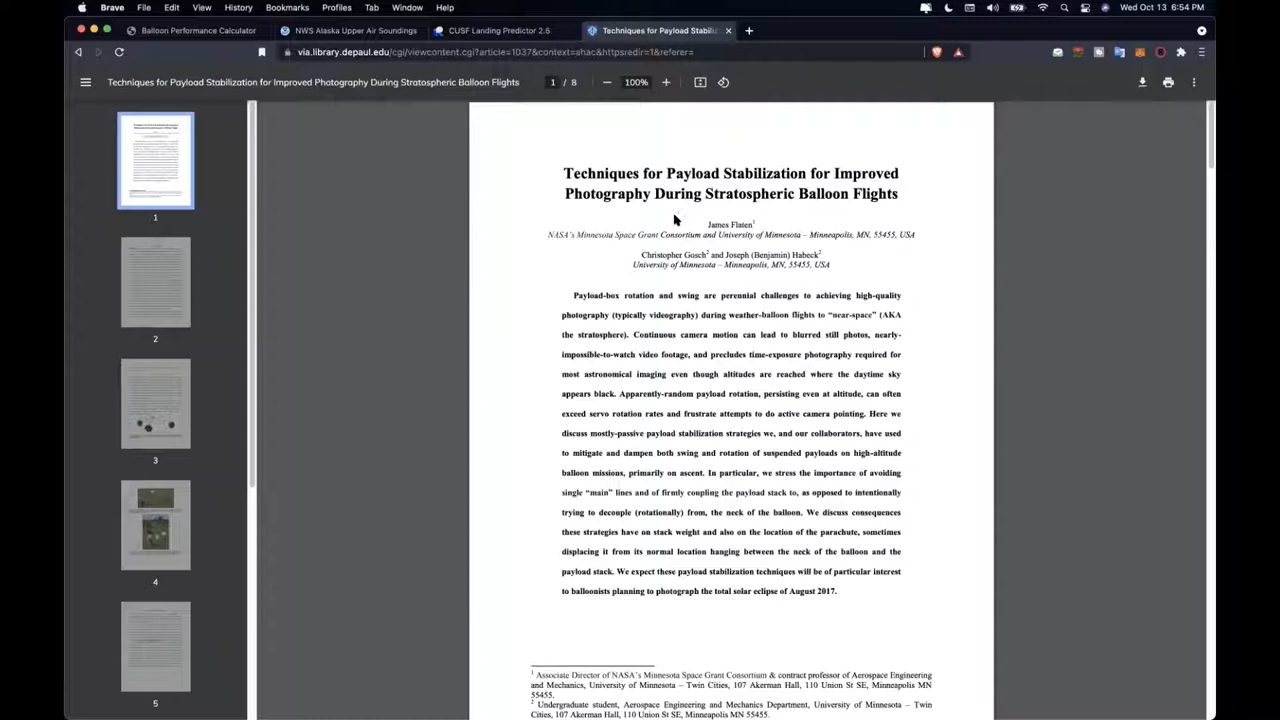 Brave File Edit View History Bookmarks Profiles Tab Window Help Wed Oct 13 6:54 PM
Balloon Performance Calculator NWS Alaska Upper Air Soundings CUSF Landing Predictor 2.5 Techniques for Payload Stabiliz
via.library.depaul.edu/cgi/viewcontent.cgi?article=1037&context=ahac&httpsredir=1&referer=
Techniques for Payload Stabilization for Improved Photography During Stratospheric Balloon Flights 1 / 8 100%
1
2
3
4
5
Techniques for Payload Stabilization for Improved
Photography During Stratospheric Balloon Flights
James Flaten1
NASA's Minnesota Space Grant Consortium and University of Minnesota – Minneapolis, MN, 55455, USA
Christopher Gosch2 and Joseph (Benjamin) Habeck2
University of Minnesota – Minneapolis, MN, 55455, USA
Payload-box rotation and swing are perennial challenges to achieving high-quality
photography (typically videography) during weather-balloon flights to "near-space" (AKA
the stratosphere). Continuous camera motion can lead to blurred still photos, nearly-
impossible-to-watch video footage, and precludes time-exposure photography required for
most astronomical imaging even though altitudes are reached where the daytime sky
appears black. Apparently-random payload rotation, persisting even at altitude, can often
exceed servo rotation rates and frustrate attempts to do active camera pointing. Here we
discuss mostly-passive payload stabilization strategies we, and our collaborators, have used
to mitigate and dampen both swing and rotation of suspended payloads on high-altitude
balloon missions, primarily on ascent. In particular, we stress the importance of avoiding
single "main" lines and of firmly coupling the payload stack to, as opposed to intentionally
trying to decouple (rotationally) from, the neck of the balloon. We discuss consequences
these strategies have on stack weight and also on the location of the parachute, sometimes
displacing it from its normal location hanging between the neck of the balloon and the
payload stack. We expect these payload stabilization techniques will be of particular interest
to balloonists planning to photograph the total solar eclipse of August 2017.
1 Associate Director of NASA's Minnesota Space Grant Consortium & contract professor of Aerospace Engineering
and Mechanics, University of Minnesota – Twin Cities, 107 Akerman Hall, 110 Union St SE, Minneapolis MN
55455.
2 Undergraduate student, Aerospace Engineering and Mechanics Department, University of Minnesota – Twin
Cities, 107 Akerman Hall, 110 Union St SE, Minneapolis MN 55455.